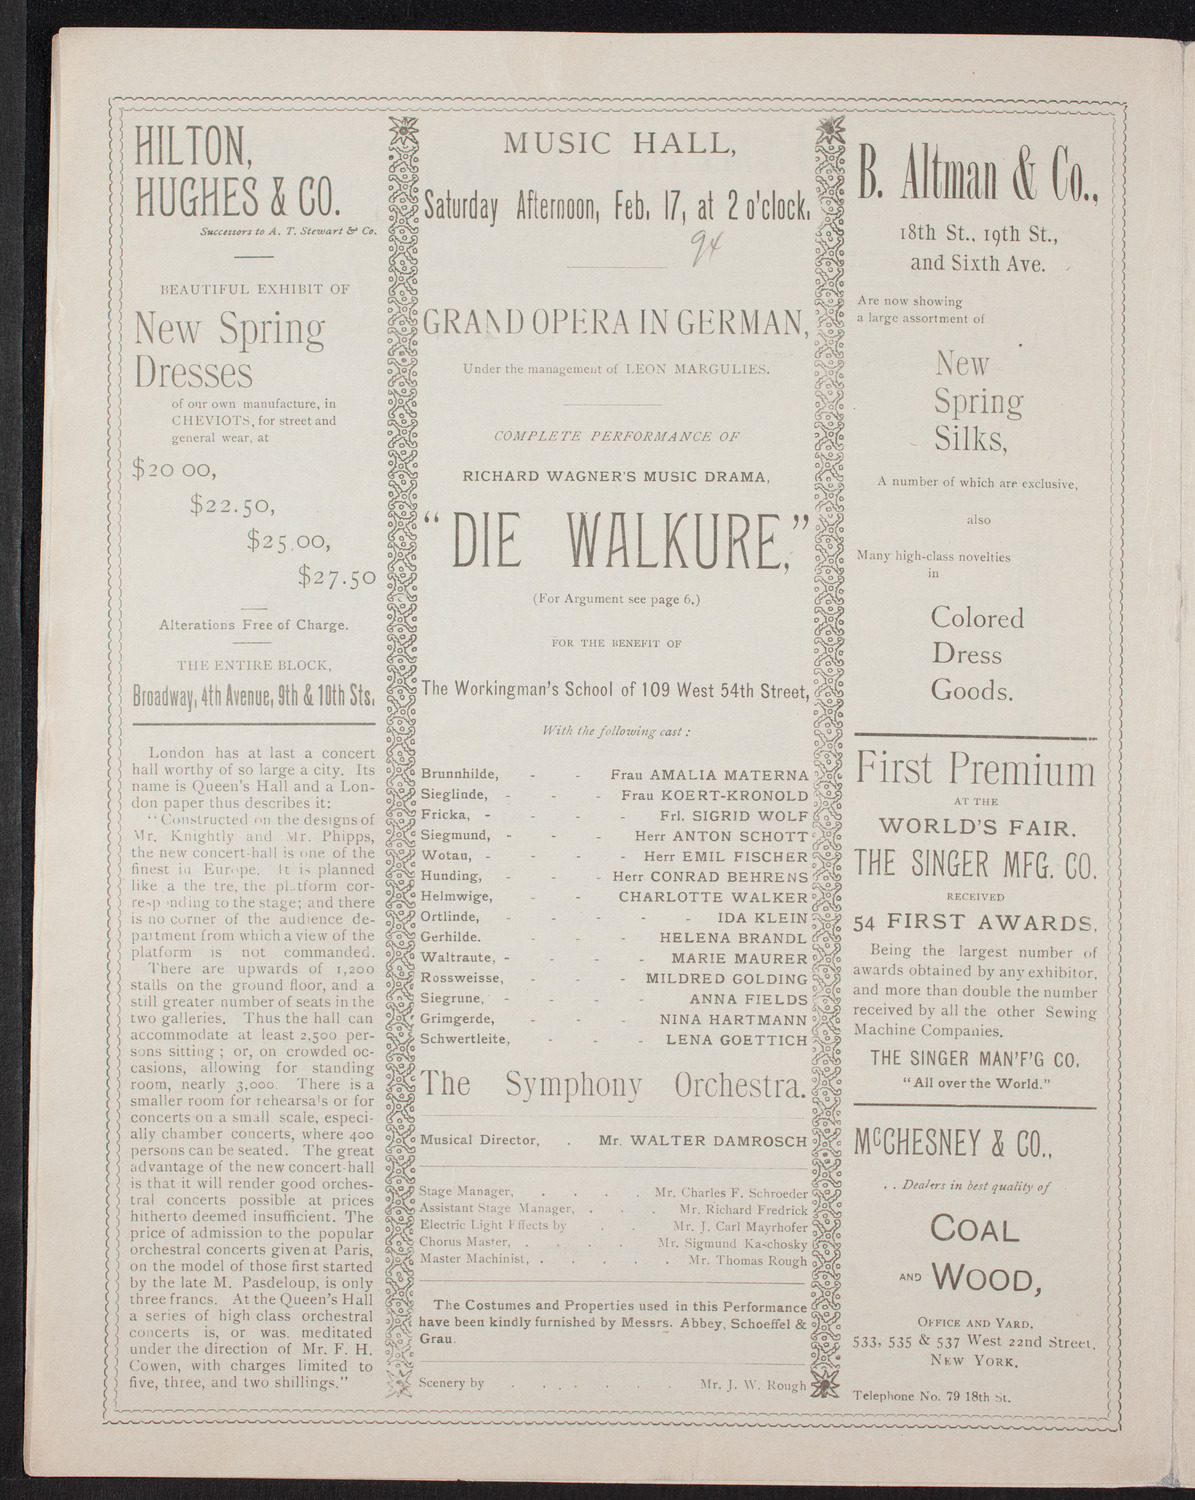 HILTON,
HUGHES & CO.
Successors to A. T. Stewart & Co.
BEAUTIFUL EXHIBIT OF
New Spring
Dresses
of our own manufacture, in
CHEVIOTS, for street and
general wear, at
$20 00,
$22.50,
$25.00,
$27.50
Alterations Free of Charge.
THE ENTIRE BLOCK,
Broadway, 4th Avenue, 9th & 10th Sts.
London has at last a concert
hall worthy of so large a city. Its
name is Queen's Hall and a Lon-
don paper thus describes it:
"Constructed on the designs of
Mr. Knightly and Mr. Phipps,
the new concert-hall is one of the
finest in Europe. It is planned
like a the tre, the pl.tform cor-
resp nding to the stage; and there
is no corner of the audience de-
partment from which a view of the
platform is not commanded.
There are upwards of 1,200
stalls on the ground floor, and a
still greater number of seats in the
two galleries. Thus the hall can
accommodate at least 2,500 per-
sons sitting; or, on crowded oc-
casions, allowing for standing
room, nearly 3,000. There is a
smaller room for rehearsals or for
concerts on a small scale, especi-
ally chamber concerts, where 400
persons can be seated. The great
advantage of the new concert-hall
is that it will render good orches-
tral concerts possible at prices
hitherto deemed insufficient. The
price of admission to the popular
orchestral concerts given at Paris,
on the model of those first started
by the late M. Pasdeloup, is only
three francs. At the Queen's Hall
a series of high class orchestral
concerts is, or was. meditated
under the direction of Mr. F. H.
Cowen, with charges limited to
five, three, and two shillings."
MUSIC HALL,
Saturday Afternoon, Feb. 17, at 2 o'clock.
94
GRAND OPERA IN GERMAN,
Under the management of LEON MARGULIES.
COMPLETE PERFORMANCE OF
RICHARD WAGNER'S MUSIC DRAMA,
"DIE WALKURE,"
(For Argument see page 6.)
FOR THE BENEFIT OF
The Workingman's School of 109 West 54th Street,
With the following cast:
Brunnhilde, - - Frau AMALIA MATERNA
Sieglinde, - - - Frau KOERT-KRONOLD
Fricka, - - - - Frl. SIGRID WOLF
Siegmund, - - - Herr ANTON SCHOTT
Wotan, - - - - Herr EMIL FISCHER
Hunding, - - - Herr CONRAD BEHRENS
Helmwige, - - CHARLOTTE WALKER
Ortlinde, - - - - - IDA KLEIN
Gerhilde. - - - HELENA BRANDL
Waltraute, - - - - MARIE MAURER
Rossweisse, - - - MILDRED GOLDING
Siegrune, - - - - ANNA FIELDS
Grimgerde, - - - NINA HARTMANN
Schwertleite, - - - LENA GOETTICH
The Symphony Orchestra.
Musical Director, . Mr. WALTER DAMROSCH
Stage Manager, . . . . Mr. Charles F. Schroeder
Assistant Stage Manager, . . . Mr. Richard Fredrick
Electric Light Effects by . . Mr. J. Carl Mayrhofer
Chorus Master, . . . . Mr. Sigmund Kaschosky
Master Machinist, . . . . . Mr. Thomas Rough
The Costumes and Properties used in this Performance
have been kindly furnished by Messrs. Abbey, Schoeffel &
Grau.
Scenery by . . . . . . Mr. J. W. Rough
B. Altman & Co.,
18th St., 19th St.,
and Sixth Ave.
Are now showing
a large assortment of
New
Spring
Silks,
A number of which are exclusive,
also
Many high-class novelties
in
Colored
Dress
Goods.
First Premium
AT THE
WORLD'S FAIR.
THE SINGER MFG. CO.
RECEIVED
54 FIRST AWARDS.
Being the largest number of
awards obtained by any exhibitor,
and more than double the number
received by all the other Sewing
Machine Companies.
THE SINGER MAN'F'G CO.
"All over the World."
McCHESNEY & CO.,
. . Dealers in best quality of
COAL
AND WOOD,
OFFICE AND YARD,
533, 535 & 537 West 22nd Street.
NEW YORK.
Telephone No. 79 18th St.